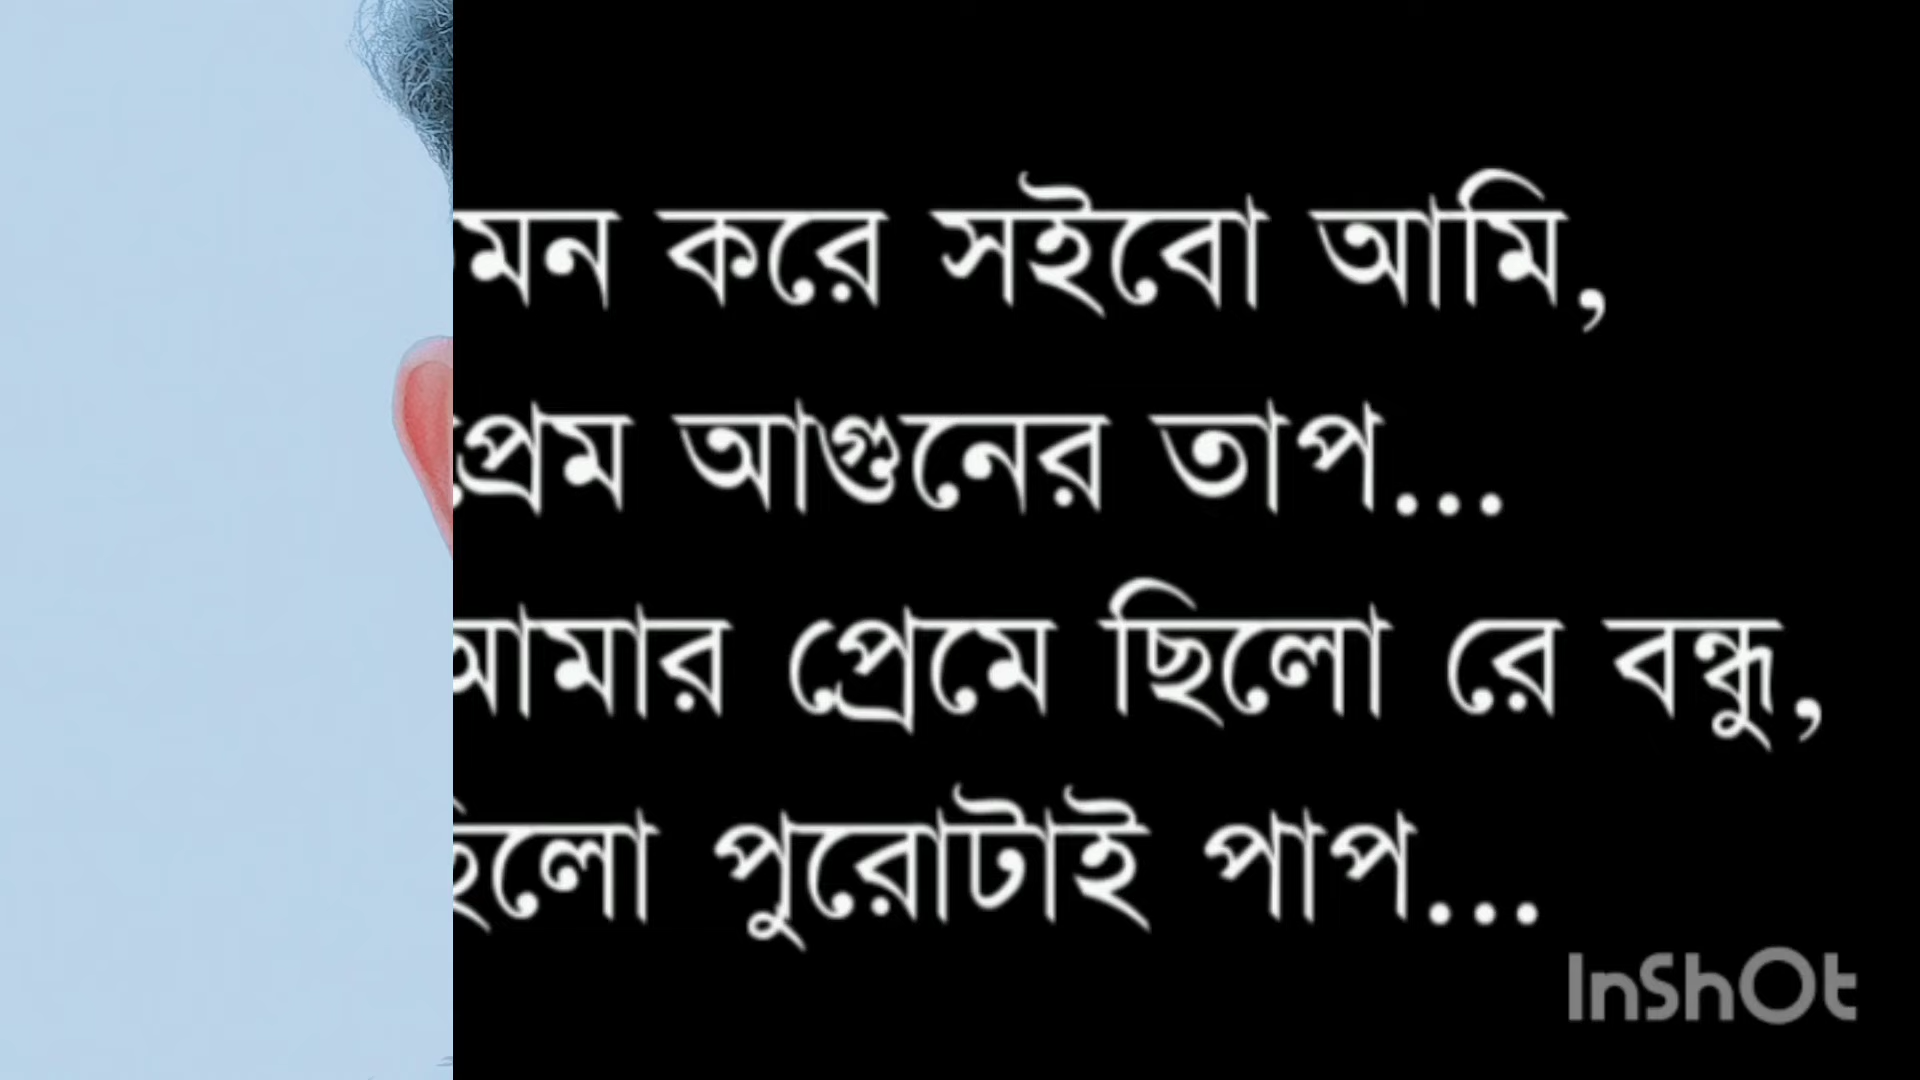 মন করে সইবো আমি,
প্রেম আগুনের তাপ...
আমার প্রেমে ছিলো রে বন্ধু,
ছিলো পুরোটাই পাপ...
InShOt